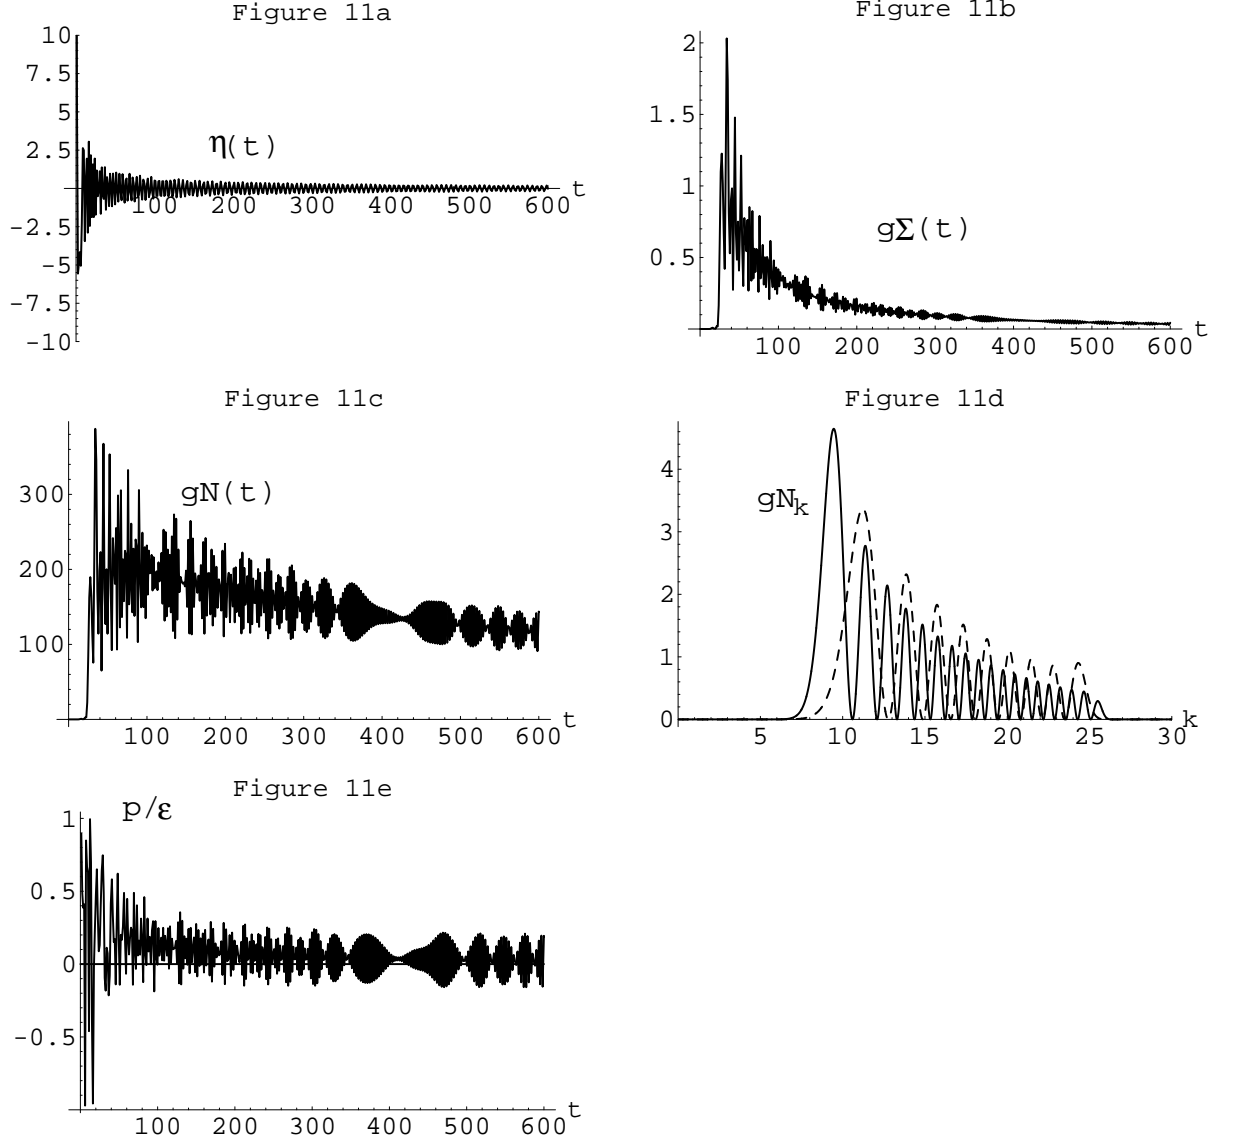 Figure 11a
10
7.5
5
2.5
-2.5
-5
-7.5
-10
η(t)
100 200 300 400 500 600 t
Figure 11b
2
1.5
1
0.5
gΣ(t)
100 200 300 400 500 600 t
Figure 11c
300
200
100
gN(t)
100 200 300 400 500 600 t
Figure 11d
4
3
2
1
0
gNk
5 10 15 20 25 30 k
Figure 11e
p/ε
1
0.5
0
-0.5
100 200 300 400 500 600 t